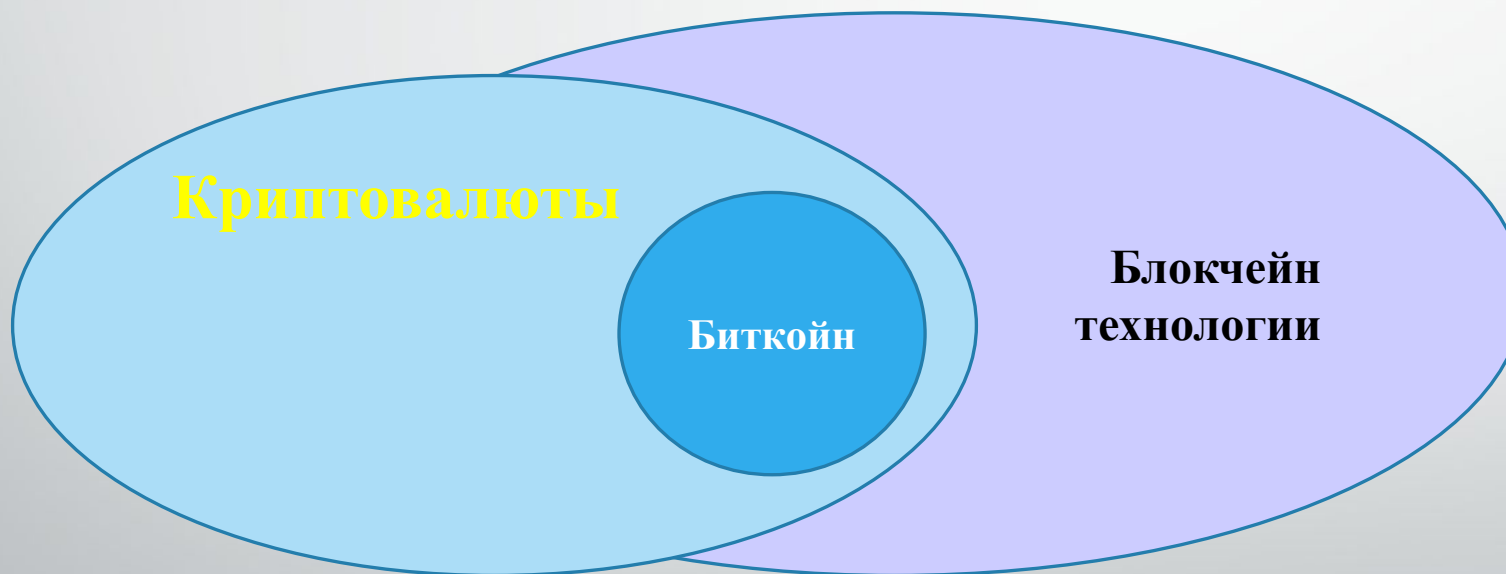 Криптовалюты
Биткойн
Блокчейн
технологии